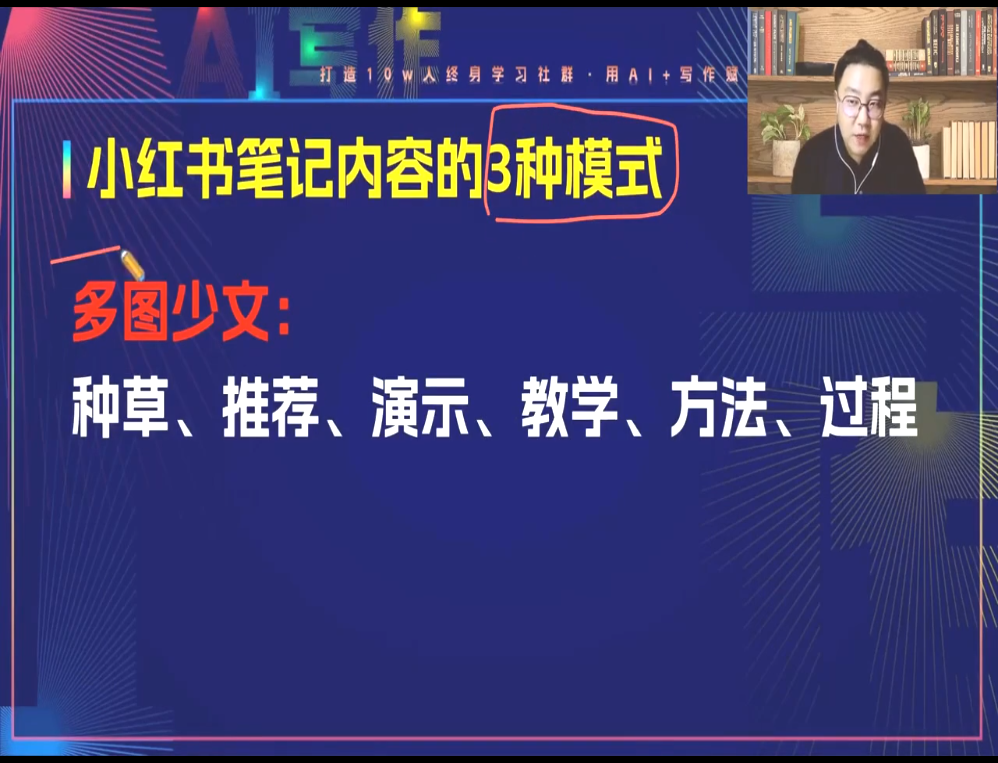 AI写作
打造10w人终身学习社群·用AI+写作赋
小红书笔记内容的3种模式
多图少文：
种草、推荐、演示、教学、方法、过程